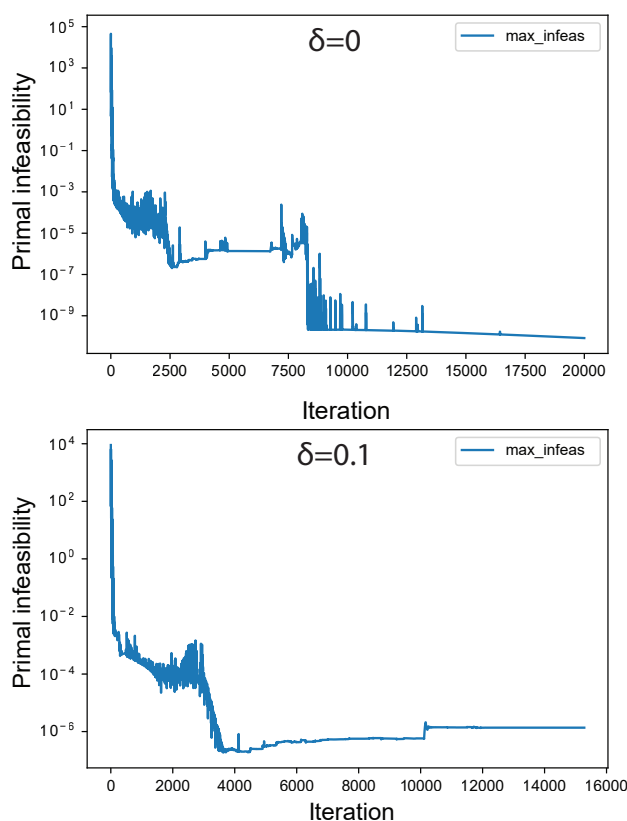 δ=0
max_infeas
Primal infeasibility
10^5
10^3
10^1
10^-1
10^-3
10^-5
10^-7
10^-9
0 2500 5000 7500 10000 12500 15000 17500 20000
Iteration
δ=0.1
max_infeas
Primal infeasibility
10^4
10^2
10^0
10^-2
10^-4
10^-6
0 2000 4000 6000 8000 10000 12000 14000 16000
Iteration